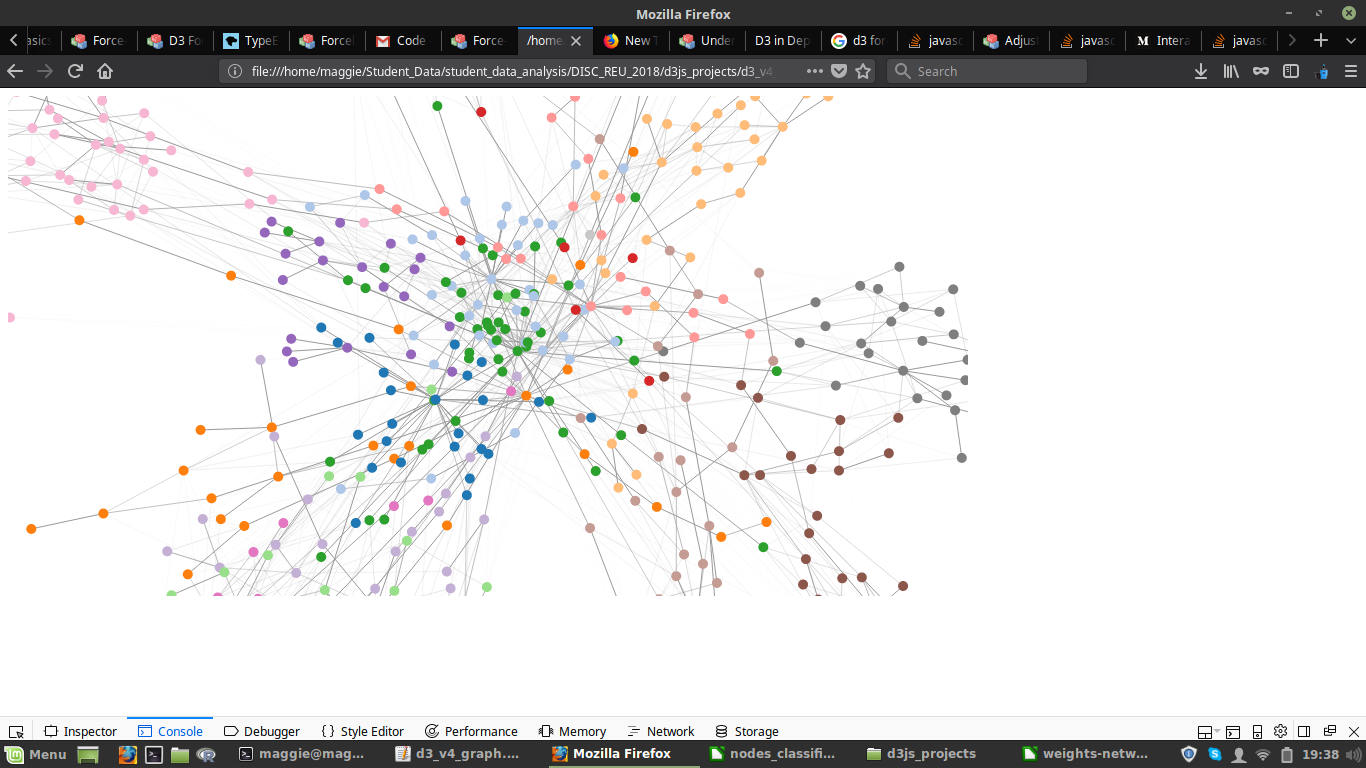 Mozilla Firefox
asics Force D3 Fo TypeE Force Code Force /home New T Under D3 in Dep d3 for javasc Adjus javasc Intera javasc
file:///home/maggie/Student_Data/student_data_analysis/DISC_REU_2018/d3js_projects/d3_v4 Search
Inspector Console Debugger Style Editor Performance Memory Network Storage
Menu maggie@mag... d3_v4_graph.... Mozilla Firefox nodes_classifi... d3js_projects weights-netw... 19:38